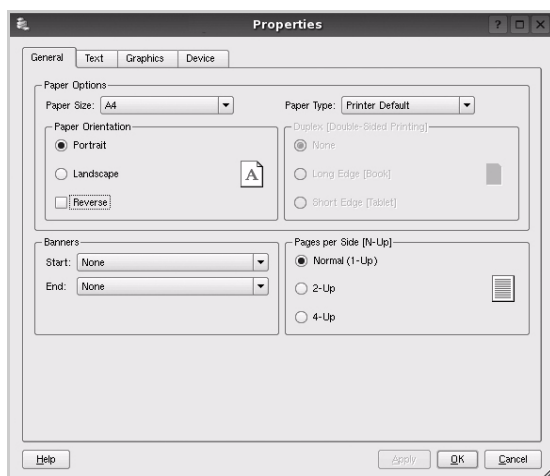 Properties
General Text Graphics Device
Paper Options
Paper Size: A4 Paper Type: Printer Default
Paper Orientation
Portrait
Landscape
Reverse
A
Duplex [Double-Sided Printing]
None
Long Edge [Book]
Short Edge [Tablet]
Banners
Start: None
End: None
Pages per Side [N-Up]
Normal (1-Up)
2-Up
4-Up
Help Apply OK Cancel